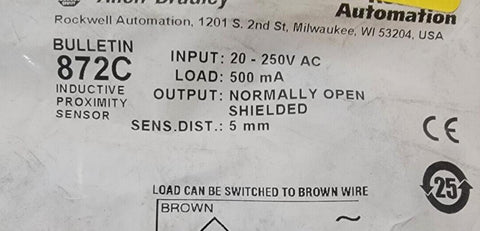 Allen-Bradley
Automation
Rockwell Automation, 1201 S. 2nd St, Milwaukee, WI 53204, USA
BULLETIN
872C
INDUCTIVE
PROXIMITY
SENSOR
INPUT: 20 - 250V AC
LOAD: 500 mA
OUTPUT: NORMALLY OPEN
SHIELDED
SENS.DIST.: 5 mm
CE
25
LOAD CAN BE SWITCHED TO BROWN WIRE
BROWN
~